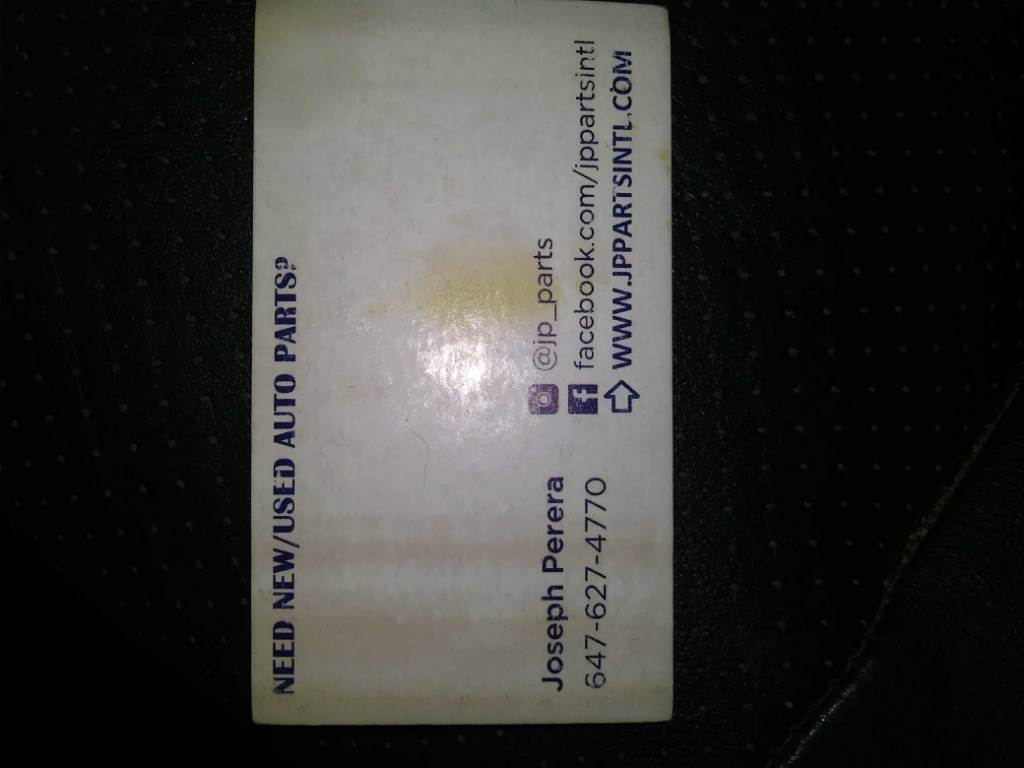 NEED NEW/USED AUTO PARTS?
Joseph Perera
647-627-4770
@jp_parts
facebook.com/jppartsintl
WWW.JPPARTSINTL.COM